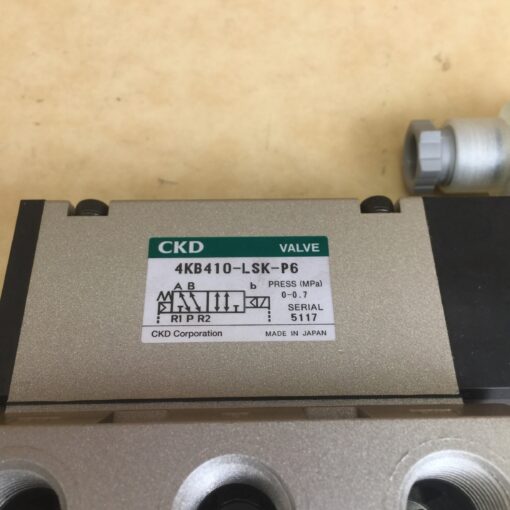 CKD VALVE
4KB410-LSK-P6
A B b PRESS (MPa)
0-0.7
SERIAL
R1 P R2 5117
CKD Corporation MADE IN JAPAN